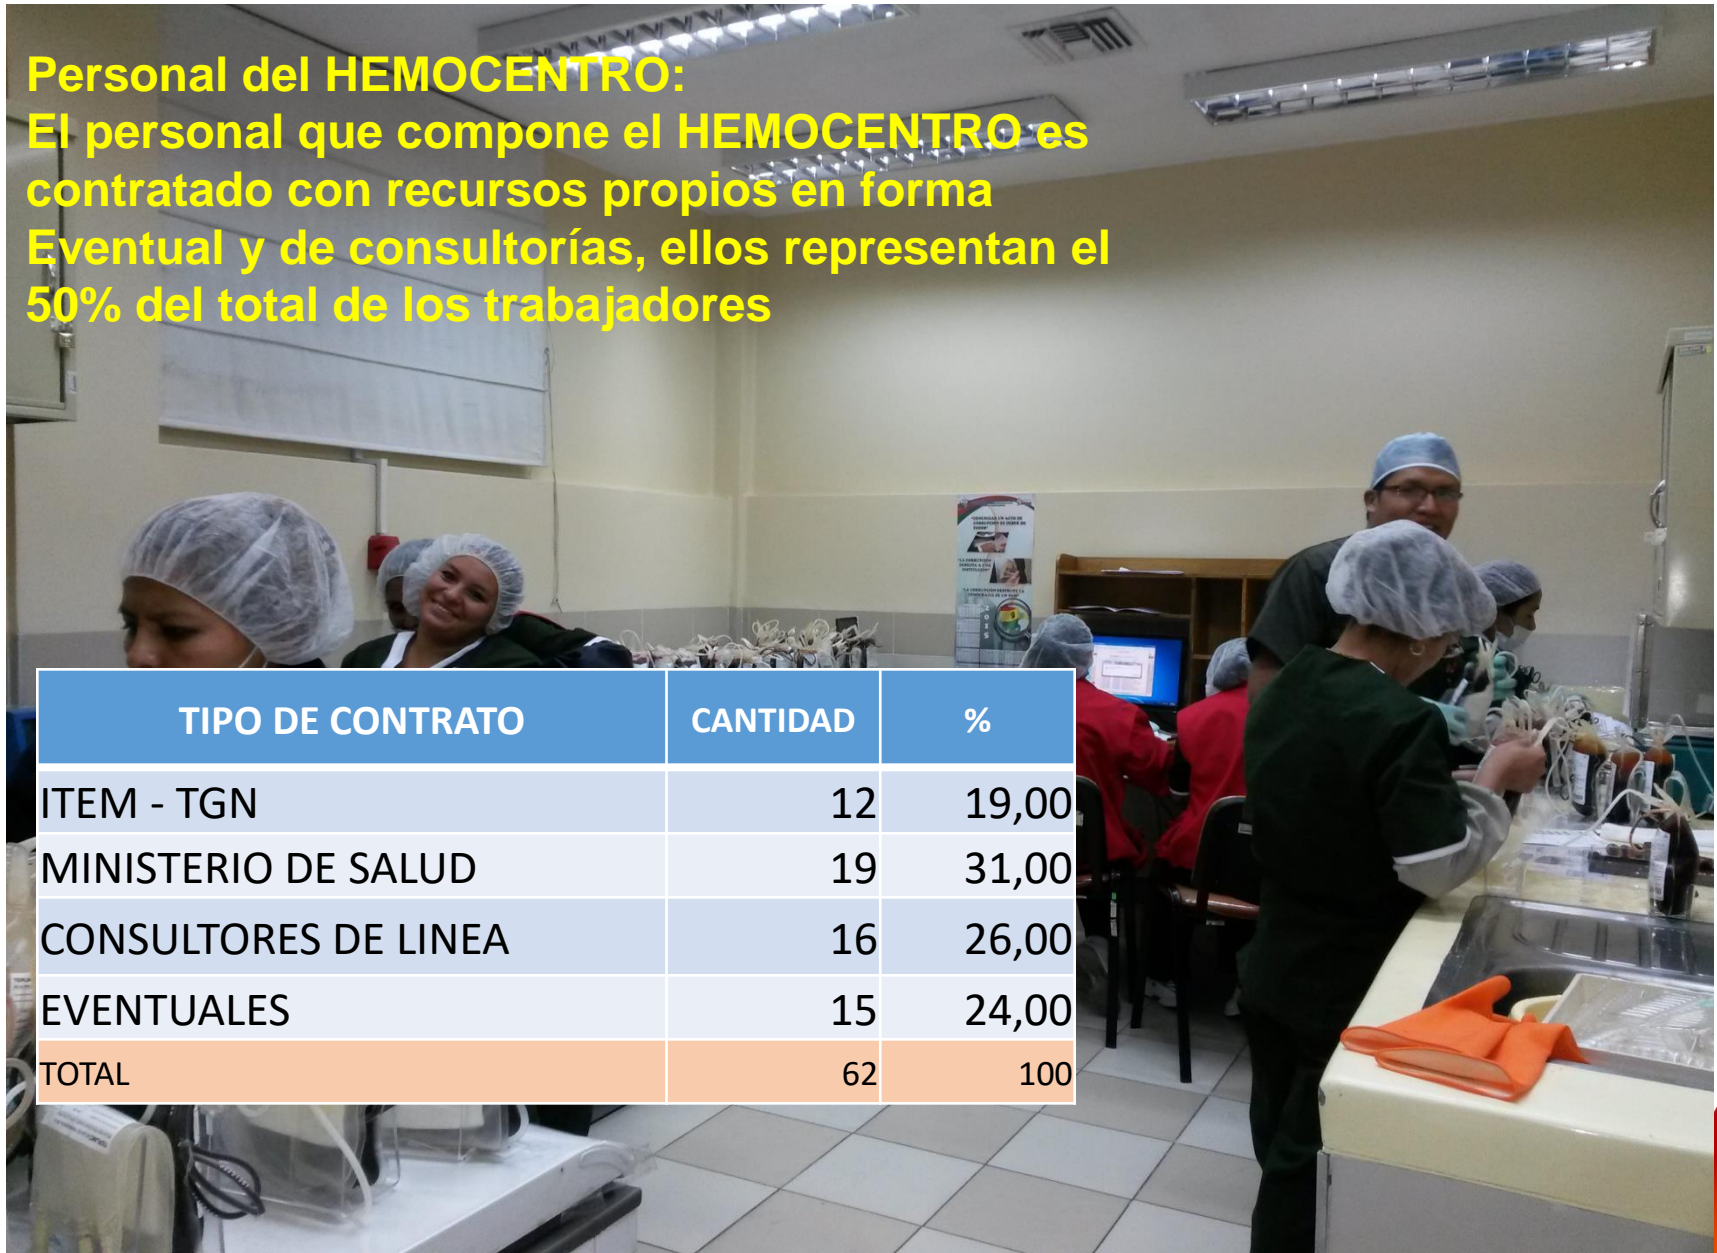 Personal del HEMOCENTRO:
El personal que compone el HEMOCENTRO es
contratado con recursos propios en forma
Eventual y de consultorías, ellos representan el
50% del total de los trabajadores
TIPO DE CONTRATO CANTIDAD %
ITEM - TGN 12 19,00
MINISTERIO DE SALUD 19 31,00
CONSULTORES DE LINEA 16 26,00
EVENTUALES 15 24,00
TOTAL 62 100
2015